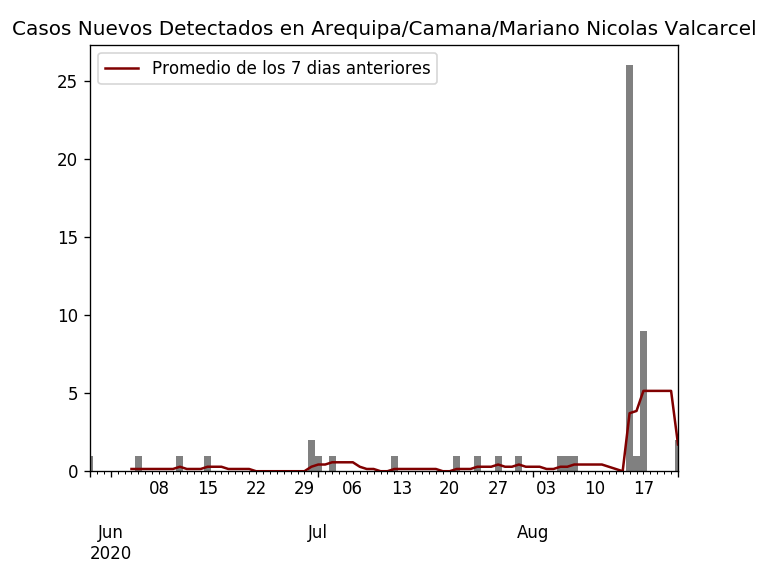 Casos Nuevos Detectados en Arequipa/Camana/Mariano Nicolas Valcarcel
Promedio de los 7 dias anteriores
25
20
15
10
5
0
08 15 22 29 06 13 20 27 03 10 17
Jun Jul Aug
2020